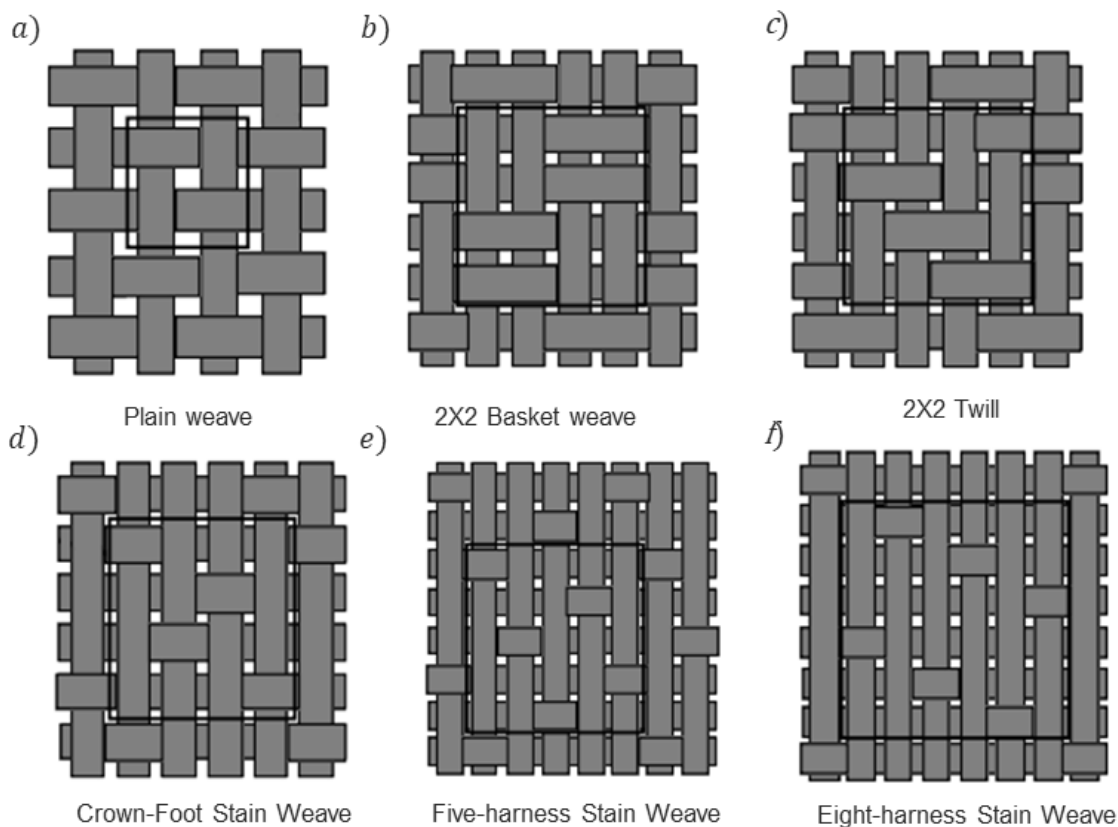 a)
b)
c)
Plain weave
2X2 Basket weave
2X2 Twill
d)
e)
f)
Crown-Foot Stain Weave
Five-harness Stain Weave
Eight-harness Stain Weave